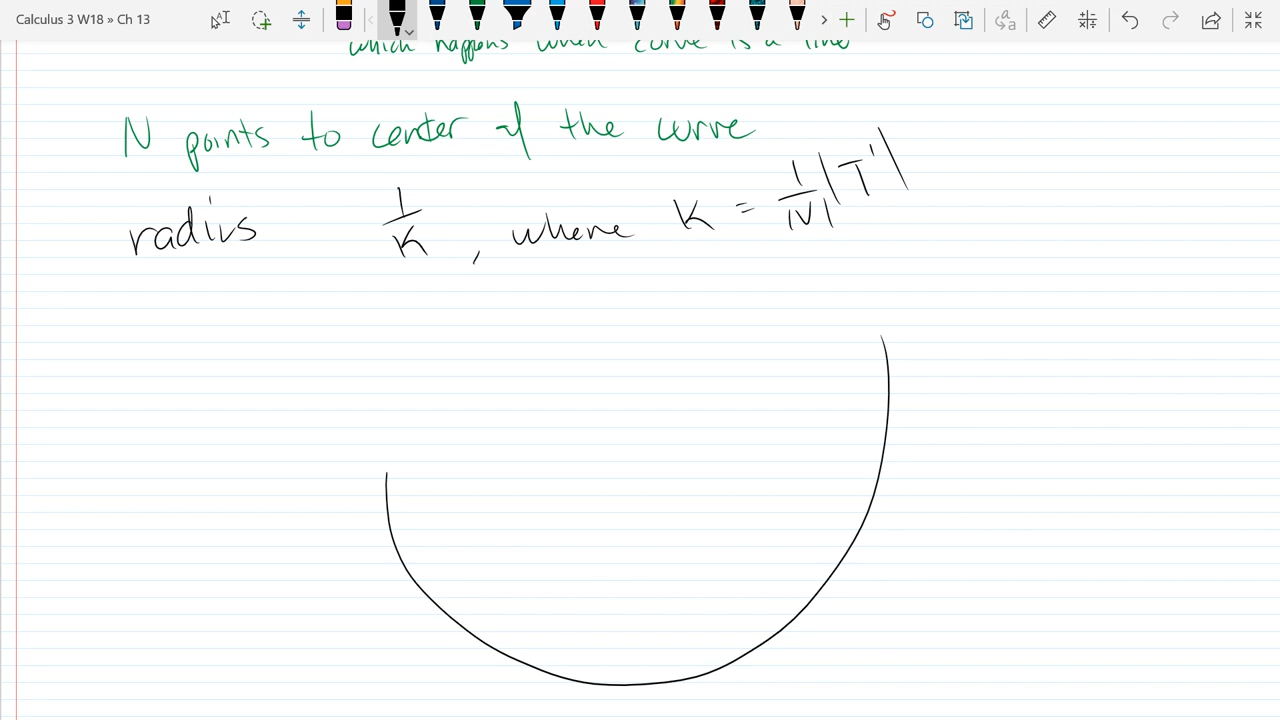 Calculus 3 W18 » Ch 13
which happens when curve is a line
N points to center of the curve
radius 1/K , where K = 1/|V| |T'|